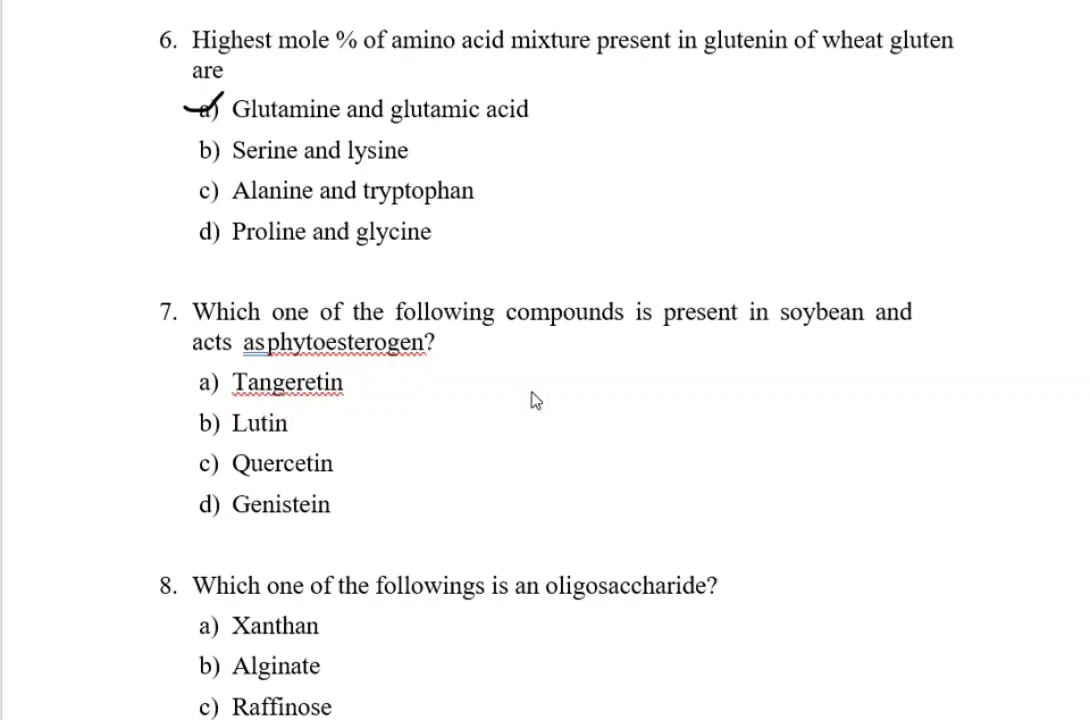 6. Highest mole % of amino acid mixture present in glutenin of wheat gluten
are
a) Glutamine and glutamic acid
b) Serine and lysine
c) Alanine and tryptophan
d) Proline and glycine
7. Which one of the following compounds is present in soybean and
acts asphytoesterogen?
a) Tangeretin
b) Lutin
c) Quercetin
d) Genistein
8. Which one of the followings is an oligosaccharide?
a) Xanthan
b) Alginate
c) Raffinose